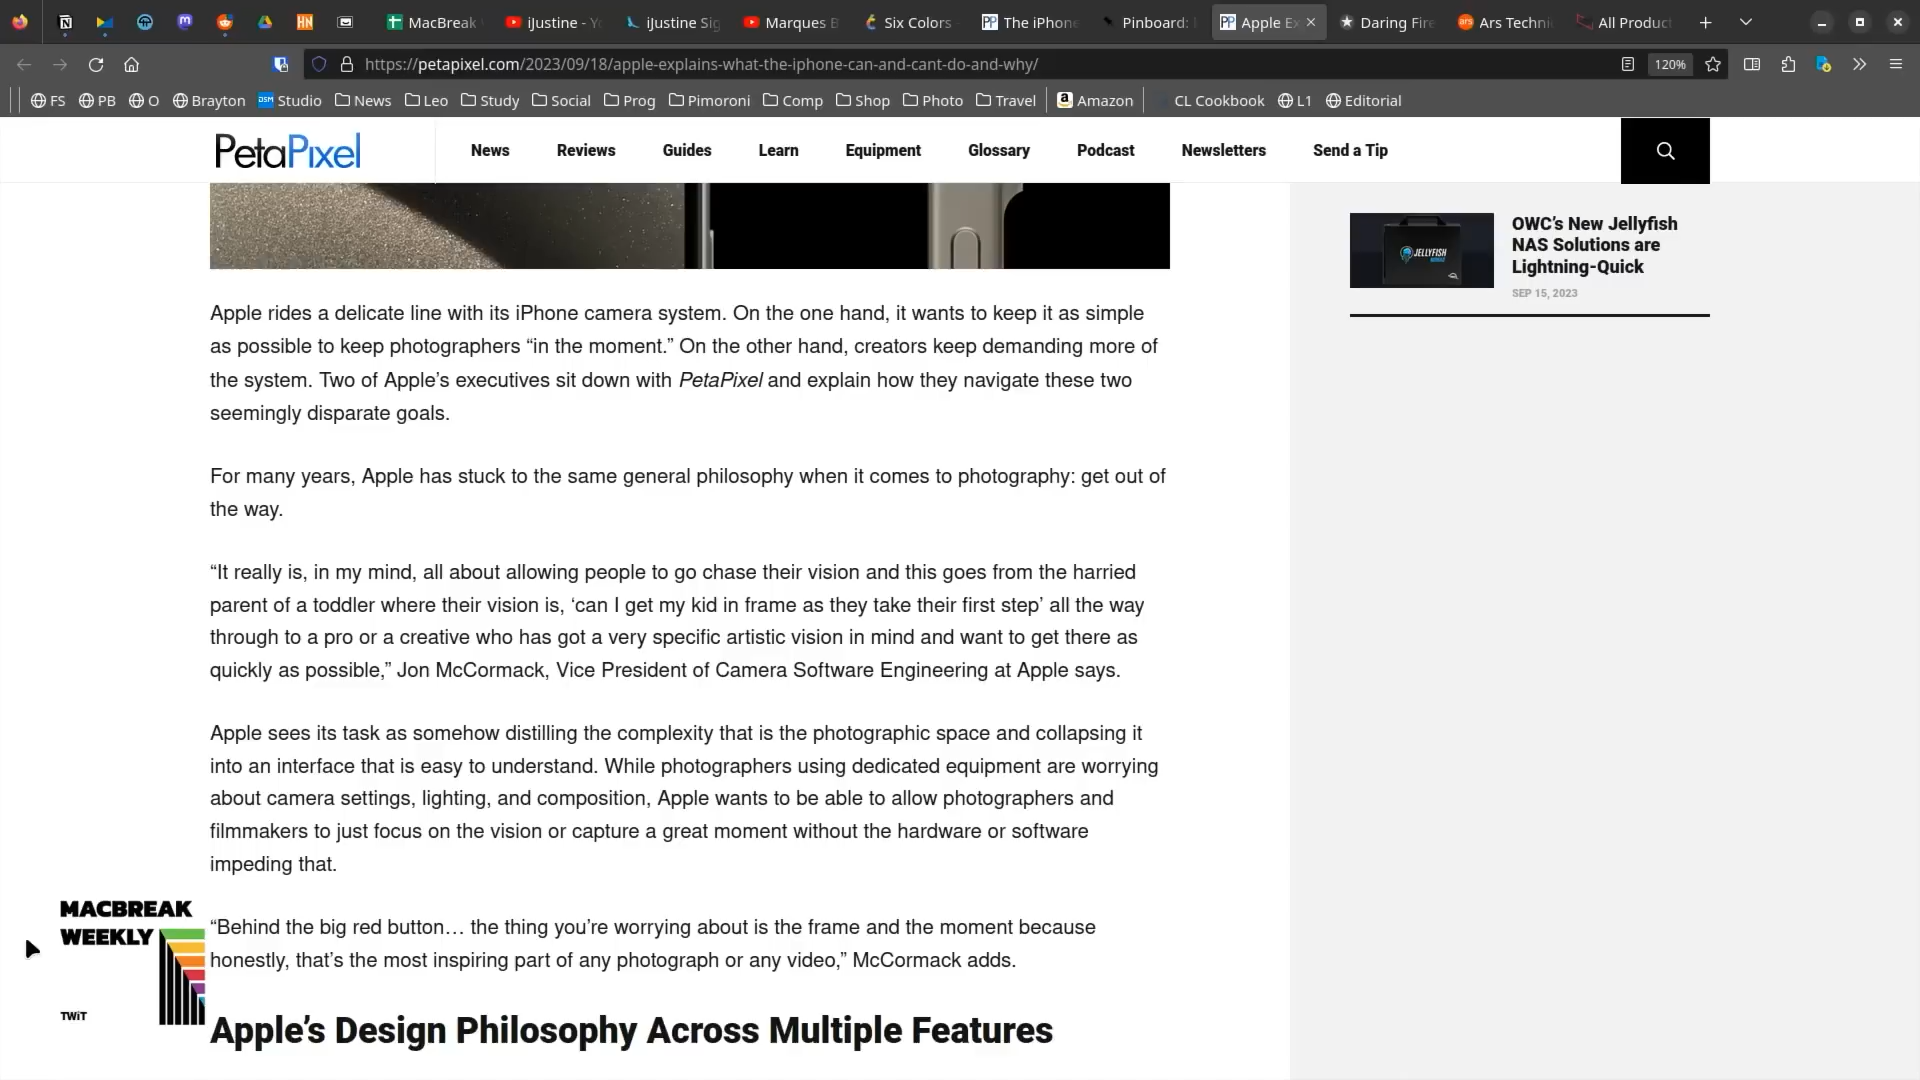 MacBreak
iJustine - Yo
iJustine Sig
Marques B
Six Colors
The iPhone
Pinboard:
Apple Ex
Daring Fire
Ars Techni
All Product
https://petapixel.com/2023/09/18/apple-explains-what-the-iphone-can-and-cant-do-and-why/
120%
FS PB O Brayton DSM Studio News Leo Study Social Prog Pimoroni Comp Shop Photo Travel Amazon CL Cookbook L1 Editorial
PetaPixel
News Reviews Guides Learn Equipment Glossary Podcast Newsletters Send a Tip
JELLYFISH
OWC’s New Jellyfish
NAS Solutions are
Lightning-Quick
SEP 15, 2023
Apple rides a delicate line with its iPhone camera system. On the one hand, it wants to keep it as simple
as possible to keep photographers “in the moment.” On the other hand, creators keep demanding more of
the system. Two of Apple’s executives sit down with PetaPixel and explain how they navigate these two
seemingly disparate goals.
For many years, Apple has stuck to the same general philosophy when it comes to photography: get out of
the way.
“It really is, in my mind, all about allowing people to go chase their vision and this goes from the harried
parent of a toddler where their vision is, ‘can I get my kid in frame as they take their first step’ all the way
through to a pro or a creative who has got a very specific artistic vision in mind and want to get there as
quickly as possible,” Jon McCormack, Vice President of Camera Software Engineering at Apple says.
Apple sees its task as somehow distilling the complexity that is the photographic space and collapsing it
into an interface that is easy to understand. While photographers using dedicated equipment are worrying
about camera settings, lighting, and composition, Apple wants to be able to allow photographers and
filmmakers to just focus on the vision or capture a great moment without the hardware or software
impeding that.
“Behind the big red button… the thing you’re worrying about is the frame and the moment because
honestly, that’s the most inspiring part of any photograph or any video,” McCormack adds.
Apple’s Design Philosophy Across Multiple Features
MACBREAK
WEEKLY
TWiT